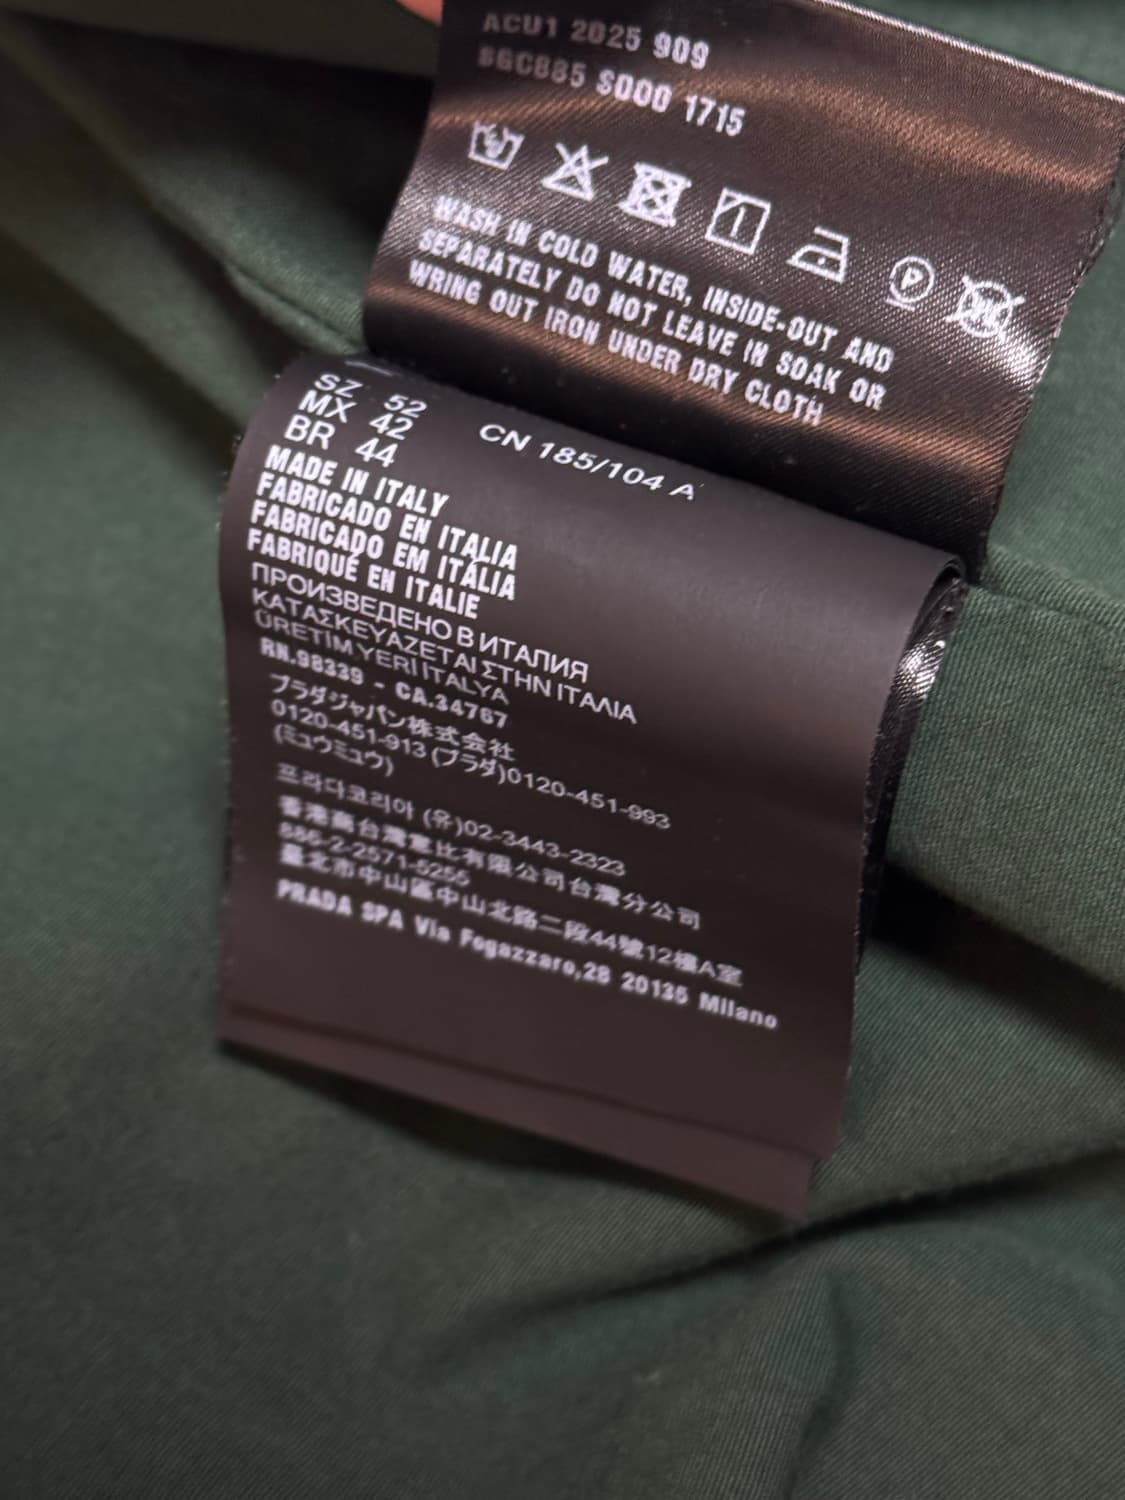 ACU1 2025 909
SGC885 S000 1715
P
WASH IN COLD WATER, INSIDE-OUT AND
SEPARATELY DO NOT LEAVE IN SOAK OR
WRING OUT IRON UNDER DRY CLOTH
SZ 52
MX 42 CN 185/104 A
BR 44
MADE IN ITALY
FABRICADO EN ITALIA
FABRICADO EM ITÁLIA
FABRIQUÉ EN ITALIE
ПРОИЗВЕДЕНО В ИТАЛИЯ
ΚΑΤΑΣΚΕΥΑΖΕΤΑΙ ΣΤΗΝ ΙΤΑΛΙΑ
ÜRETİM YERİ İTALYA
RN.98339 - CA.34767
プラダジャパン株式会社
0120-451-913 (プラダ)0120-451-993
(ミュウミュウ)
프라다코리아 (유)02-3443-2323
香港商台灣 比有限公司台灣分公司
886-2-2571-5255
臺北市中山區中山北路二段44號12樓A室
PRADA SPA Via Fogazzaro,28 20135 Milano